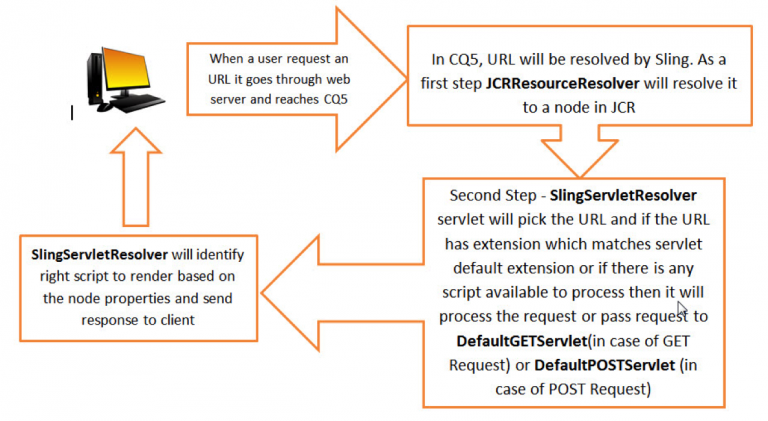 When a user request an
URL it goes through web
server and reaches CQ5
In CQ5, URL will be resolved by Sling. As a
first step JCRResourceResolver will resolve it
to a node in JCR
Second Step - SlingServletResolver
servlet will pick the URL and if the URL
has extension which matches servlet
default extension or if there is any
script available to process then it will
process the request or pass request to
DefaultGETServlet(in case of GET
Request) or DefaultPOSTServlet (in
case of POST Request)
SlingServletResolver will identify
right script to render based on
the node properties and send
response to client